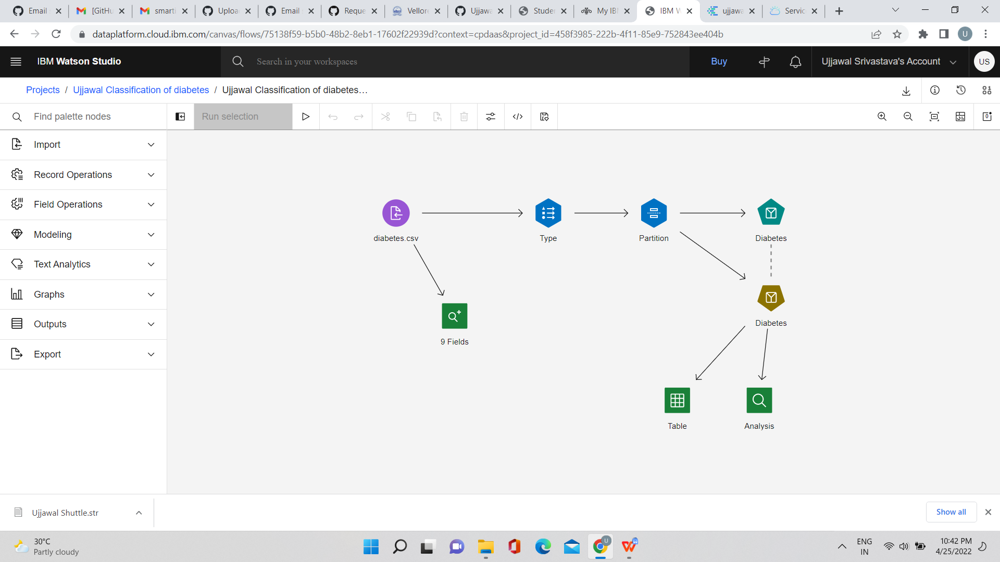 Email
[GitHu
smarti
Uploa
Email
Reque
Vellore
Ujjawa
Studer
My IBI
IBM W
ujjawa
Servic
dataplatform.cloud.ibm.com/canvas/flows/75138f59-b5b0-48b2-8eb1-17602f22939d?context=cpdaas&project_id=458f3985-222b-4f11-85e9-752843ee404b
U
IBM Watson Studio
Search in your workspaces
Buy
Ujjawal Srivastava's Account
US
Projects / Ujjawal Classification of diabetes / Ujjawal Classification of diabetes…
Find palette nodes
Run selection
Import
Record Operations
Field Operations
Modeling
Text Analytics
Graphs
Outputs
Export
diabetes.csv
Type
Partition
Diabetes
9 Fields
Diabetes
Table
Analysis
Ujjawal Shuttle.str
Show all
30°C
Partly cloudy
ENG
IN
10:42 PM
4/25/2022